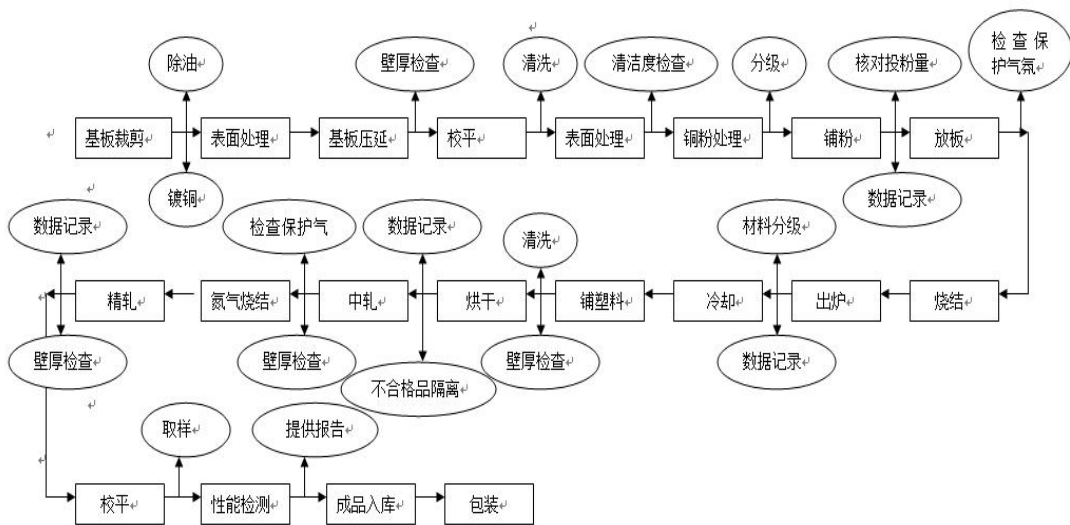 除油
壁厚检查
清洗
清洁度检查
分级
核对投粉量
检查保
护气氛
基板裁剪
表面处理
基板压延
校平
表面处理
铜粉处理
铺粉
放板
镀铜
数据记录
数据记录
检查保护气
数据记录
清洗
材料分级
精轧
氮气烧结
中轧
烘干
铺塑料
冷却
出炉
烧结
壁厚检查
壁厚检查
不合格品隔离
壁厚检查
数据记录
取样
提供报告
校平
性能检测
成品入库
包装